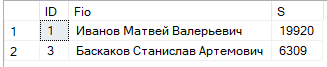 ID Fio S
1 1 Иванов Матвей Валерьевич 19920
2 3 Баскаков Станислав Артемович 6309